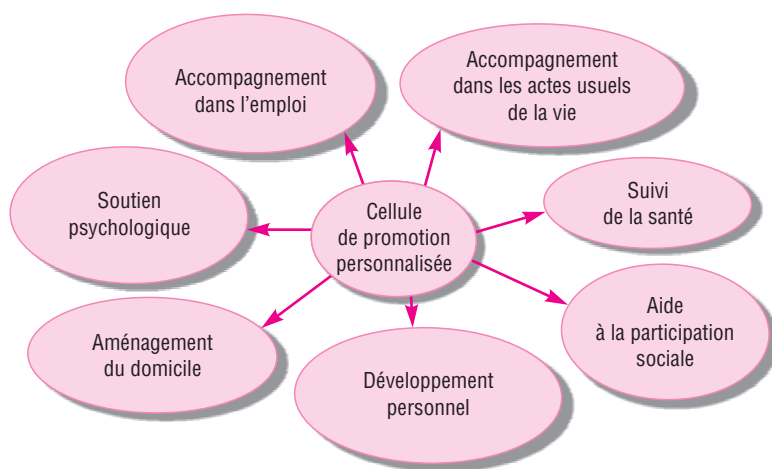 Accompagnement
dans l'emploi
Accompagnement
dans les actes usuels
de la vie
Soutien
psychologique
Cellule
de promotion
personnalisée
Suivi
de la santé
Aménagement
du domicile
Développement
personnel
Aide
à la participation
sociale